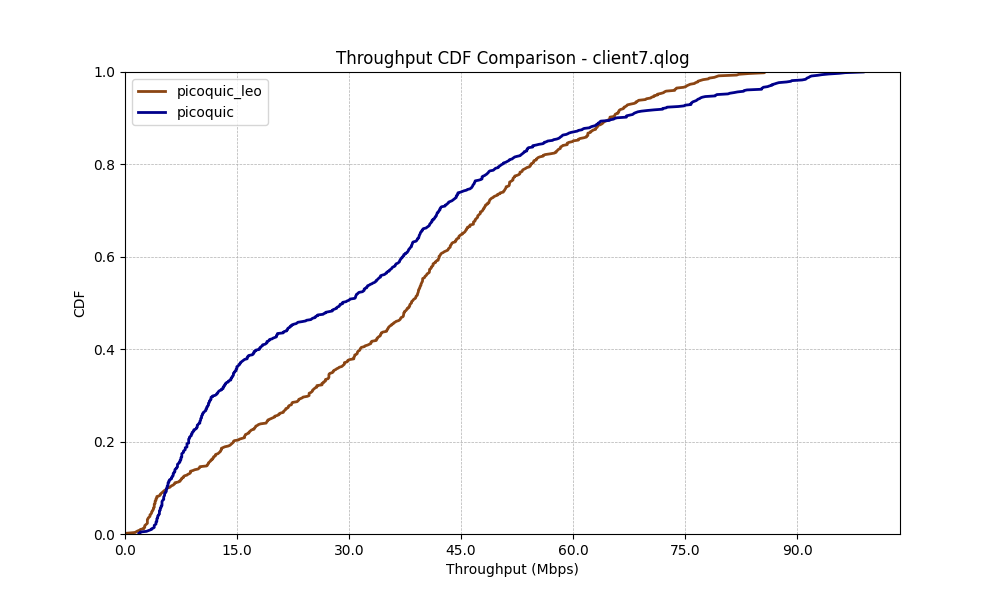 Throughput CDF Comparison - client7.qlog
picoquic_leo
picoquic
CDF
1.0
0.8
0.6
0.4
0.2
0.0
0.0 15.0 30.0 45.0 60.0 75.0 90.0
Throughput (Mbps)